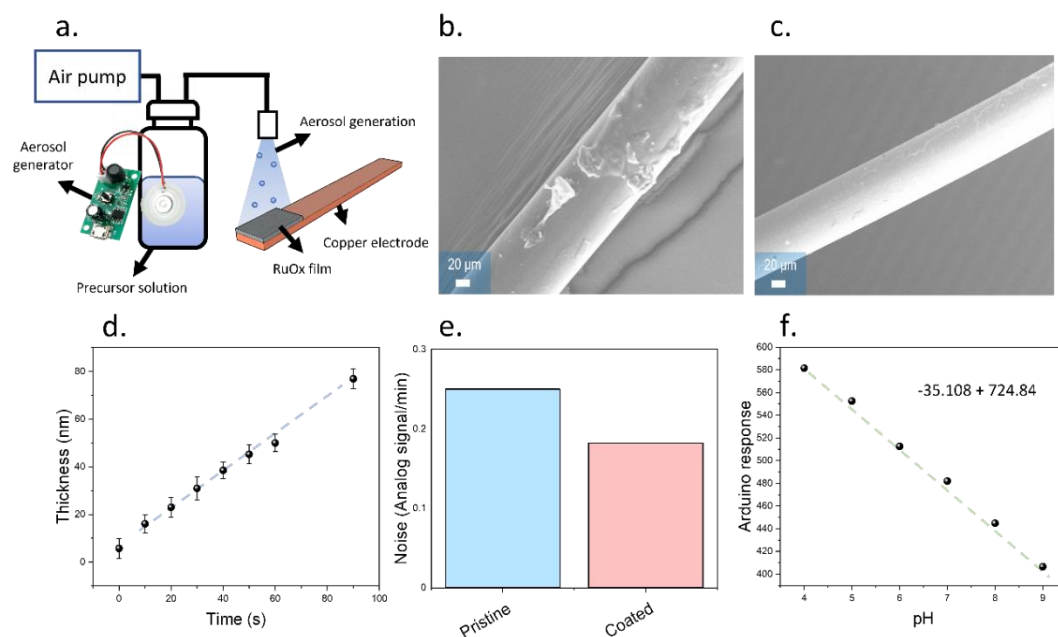 a.
Air pump
Aerosol
generator
Aerosol generation
Copper electrode
RuOx film
Precursor solution
b.
20 µm
c.
20 µm
d.
Thickness (nm)
80
60
40
20
0
0
20
40
60
80
100
Time (s)
e.
Noise (Analog signal/min)
0.3
0.2
0.1
0
Pristine
Coated
f.
Arduino response
600
580
560
540
520
500
480
460
440
420
400
-35.108 + 724.84
4
5
6
7
8
9
pH